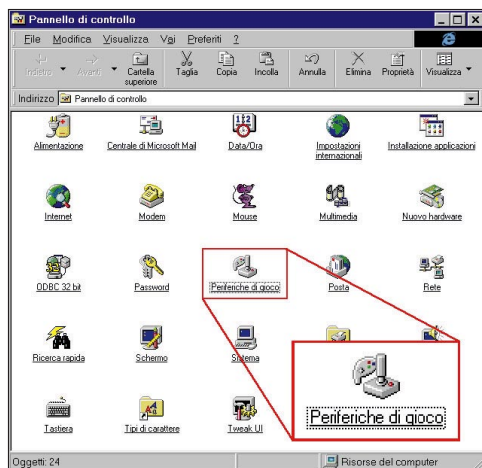 Pannello di controllo
File Modifica Visualizza Vai Preferiti ?
Indietro Avanti Cartella superiore Taglia Copia Incolla Annulla Elimina Proprietà Visualizza
Indirizzo Pannello di controllo
Alimentazione Centrale di Microsoft Mail Data/Ora Impostazioni internazionali Installazione applicazioni
Internet Modem Mouse Multimedia Nuovo hardware
ODBC 32 bit Password Periferiche di gioco Posta Rete
Ricerca rapida Schermo Sistema
Periferiche di gioco
Tastiera Tipi di carattere Tweak UI
Oggetti: 24 Risorse del computer